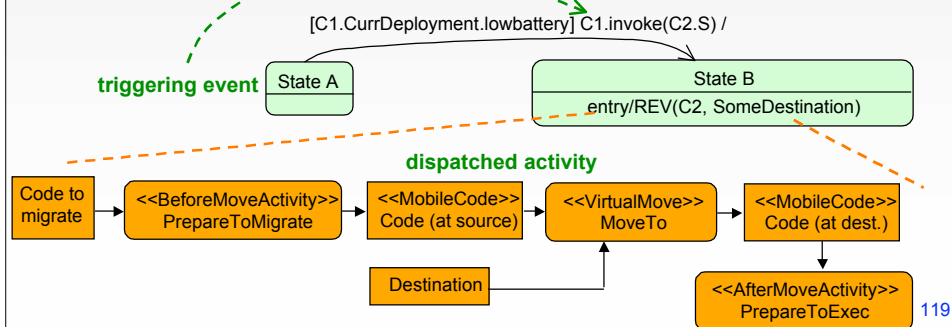 [C1.CurrDeployment.lowbattery] C1.invoke(C2.S) /
triggering event
State A
State B
entry/REV(C2, SomeDestination)
dispatched activity
Code to
migrate
<<BeforeMoveActivity>>
PrepareToMigrate
<<MobileCode>>
Code (at source)
<<VirtualMove>>
MoveTo
<<MobileCode>>
Code (at dest.)
Destination
<<AfterMoveActivity>>
PrepareToExec
119